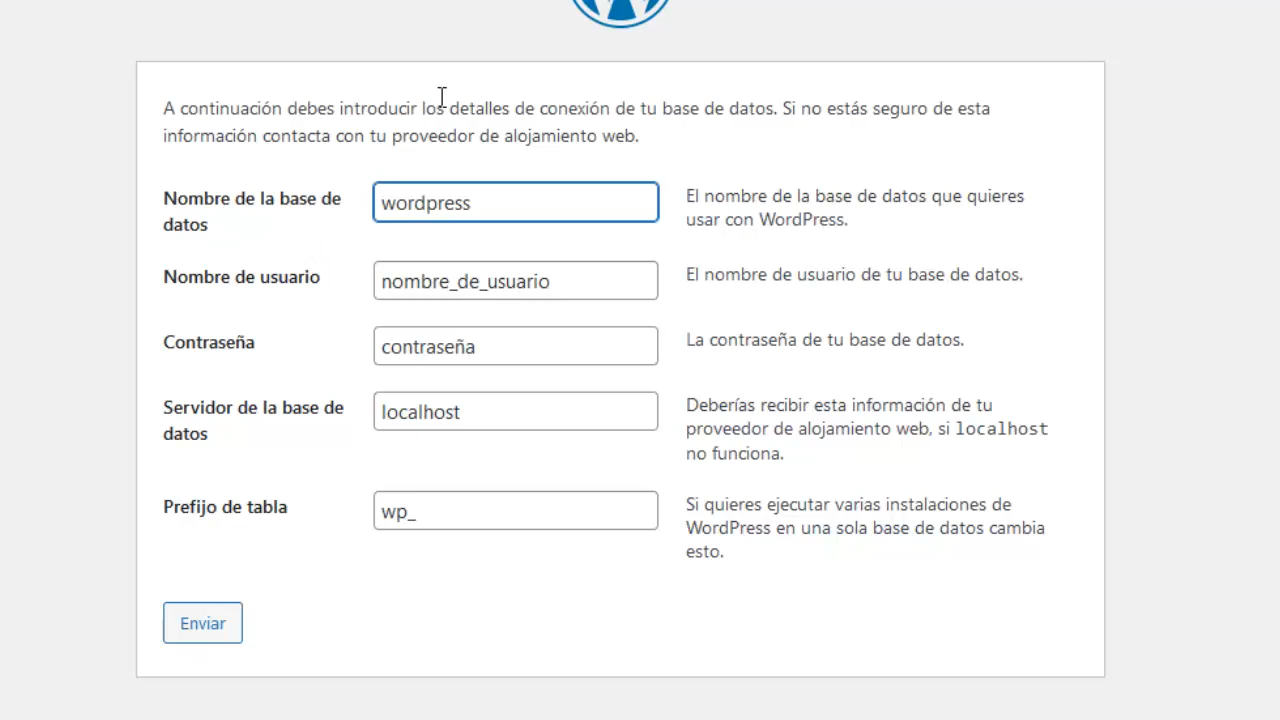 A continuación debes introducir los detalles de conexión de tu base de datos. Si no estás seguro de esta
información contacta con tu proveedor de alojamiento web.
Nombre de la base de
datos
wordpress
El nombre de la base de datos que quieres
usar con WordPress.
Nombre de usuario
nombre_de_usuario
El nombre de usuario de tu base de datos.
Contraseña
contraseña
La contraseña de tu base de datos.
Servidor de la base de
datos
localhost
Deberías recibir esta información de tu
proveedor de alojamiento web, si localhost
no funciona.
Prefijo de tabla
wp_
Si quieres ejecutar varias instalaciones de
WordPress en una sola base de datos cambia
esto.
Enviar